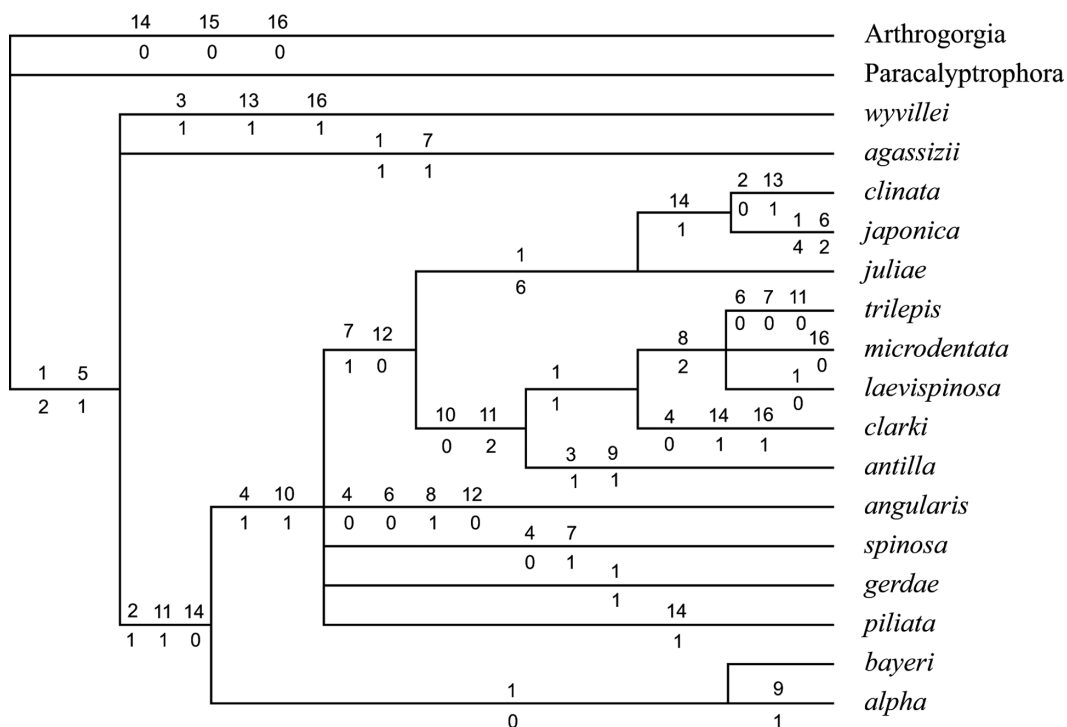 14 15 16
0 0 0
Arthrogorgia
Paracalyptrophora
3 13 16
1 1 1
wyvillei
1 7
1 1
agassizii
2 13
0 1
clinata
14
1
1 6
4 2
japonica
1
6
juliae
6 7 11
0 0 0
trilepis
7 12
1 0
8
2
16
0
microdentata
1 5
2 1
1
1
1
0
laevispinosa
10 11
0 2
4 14 16
0 1 1
clarki
3 9
1 1
antilla
4 10
1 1
4 6 8 12
0 0 1 0
angularis
4 7
0 1
spinosa
1
1
gerdae
2 11 14
1 1 0
14
1
piliata
bayeri
1
0
9
1
alpha